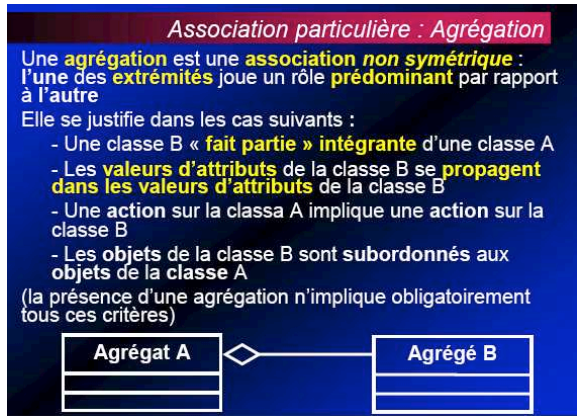 Association particulière : Agrégation
Une agrégation est une association non symétrique :
l'une des extrémités joue un rôle prédominant par rapport
à l'autre
Elle se justifie dans les cas suivants :
- Une classe B « fait partie » intégrante d'une classe A
- Les valeurs d'attributs de la classe B se propagent
dans les valeurs d'attributs de la classe B
- Une action sur la classa A implique une action sur la
classe B
- Les objets de la classe B sont subordonnés aux
objets de la classe A
(la présence d'une agrégation n'implique obligatoirement
tous ces critères)
Agrégat A
Agrégé B